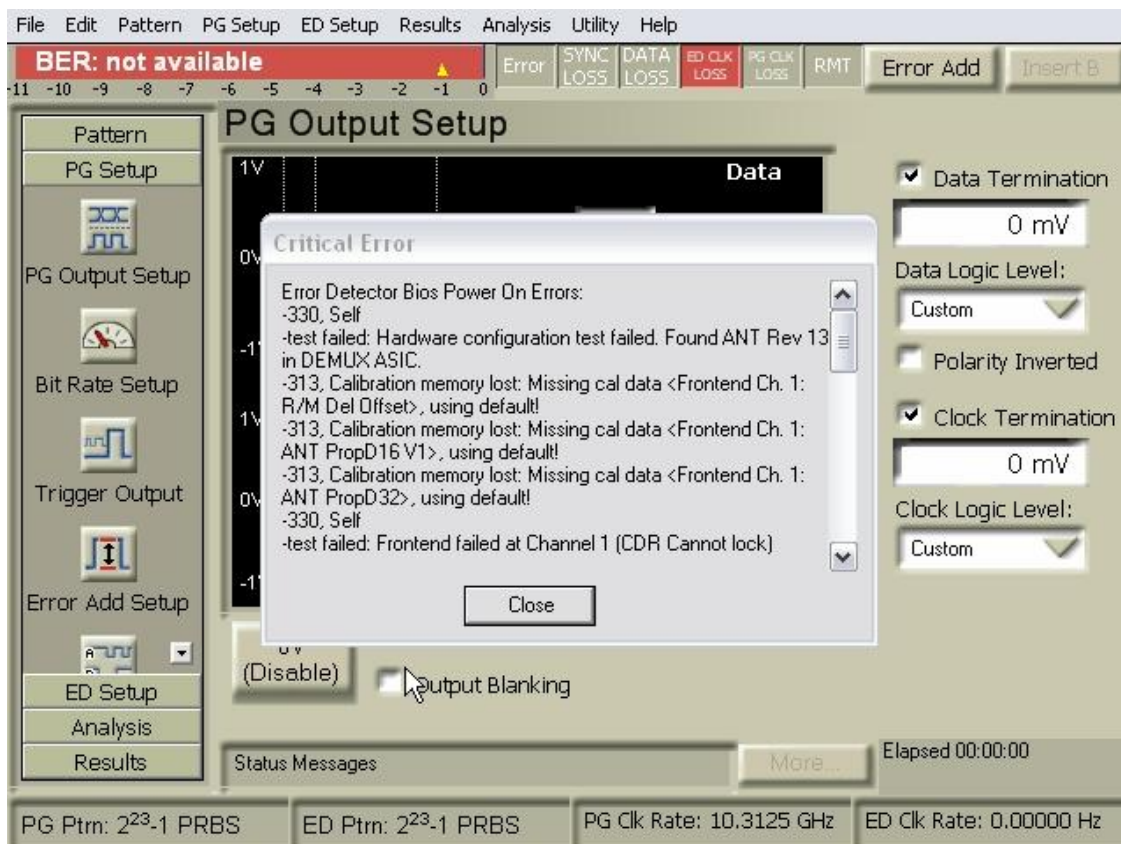 File Edit Pattern PG Setup ED Setup Results Analysis Utility Help
BER: not available
-11 -10 -9 -8 -7 -6 -5 -4 -3 -2 -1 0
Error
SYNC LOSS
DATA LOSS
ED CLK LOSS
PG CLK LOSS
RMT
Error Add
Insert B
Pattern
PG Setup
PG Output Setup
Bit Rate Setup
Trigger Output
Error Add Setup
ED Setup
Analysis
Results
PG Output Setup
1V
Data
0V
-1V
1V
0V
-1V
Critical Error
Error Detector Bios Power On Errors:
-330, Self
-test failed: Hardware configuration test failed. Found ANT Rev 13
in DEMUX ASIC.
-313, Calibration memory lost: Missing cal data <Frontend Ch. 1:
R/M Del Offset>, using default!
-313, Calibration memory lost: Missing cal data <Frontend Ch. 1:
ANT PropD16 V1>, using default!
-313, Calibration memory lost: Missing cal data <Frontend Ch. 1:
ANT PropD32>, using default!
-330, Self
-test failed: Frontend failed at Channel 1 (CDR Cannot lock)
Close
0V
(Disable)
Output Blanking
Data Termination
0 mV
Data Logic Level:
Custom
Polarity Inverted
Clock Termination
0 mV
Clock Logic Level:
Custom
Status Messages
More...
Elapsed 00:00:00
PG Ptrn: 2^23-1 PRBS
ED Ptrn: 2^23-1 PRBS
PG Clk Rate: 10.3125 GHz
ED Clk Rate: 0.00000 Hz